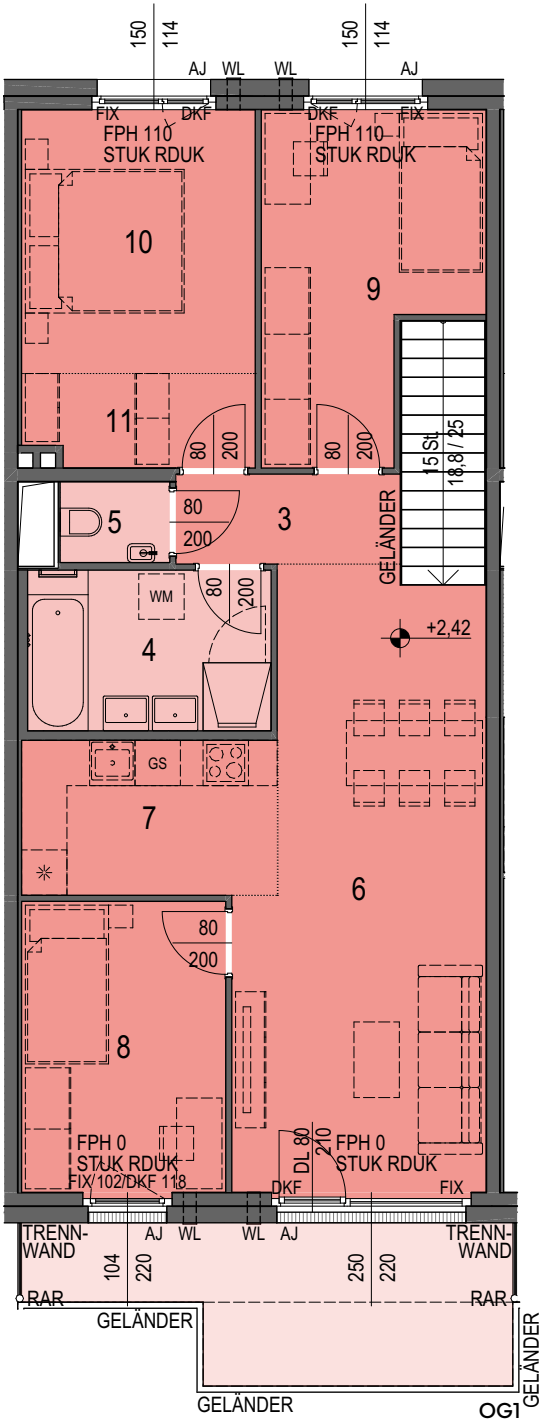 150
114
150
114
AJ
WL
WL
AJ
FIX
DKF
DKF
FIX
FPH 110
STUK RDUK
FPH 110
STUK RDUK
10
9
11
80
200
80
200
15 St.
18,8 / 25
5
80
200
3
GELÄNDER
80
200
WM
4
+2,42
GS
7
6
80
200
8
FPH 0
STUK RDUK
FIX/102/DKF 118
DL 80
210
FPH 0
STUK RDUK
DKF
FIX
TRENN-
WAND
AJ
WL
WL
AJ
TRENN-
WAND
104
220
250
220
RAR
RAR
GELÄNDER
GELÄNDER
GELÄNDER
OG1